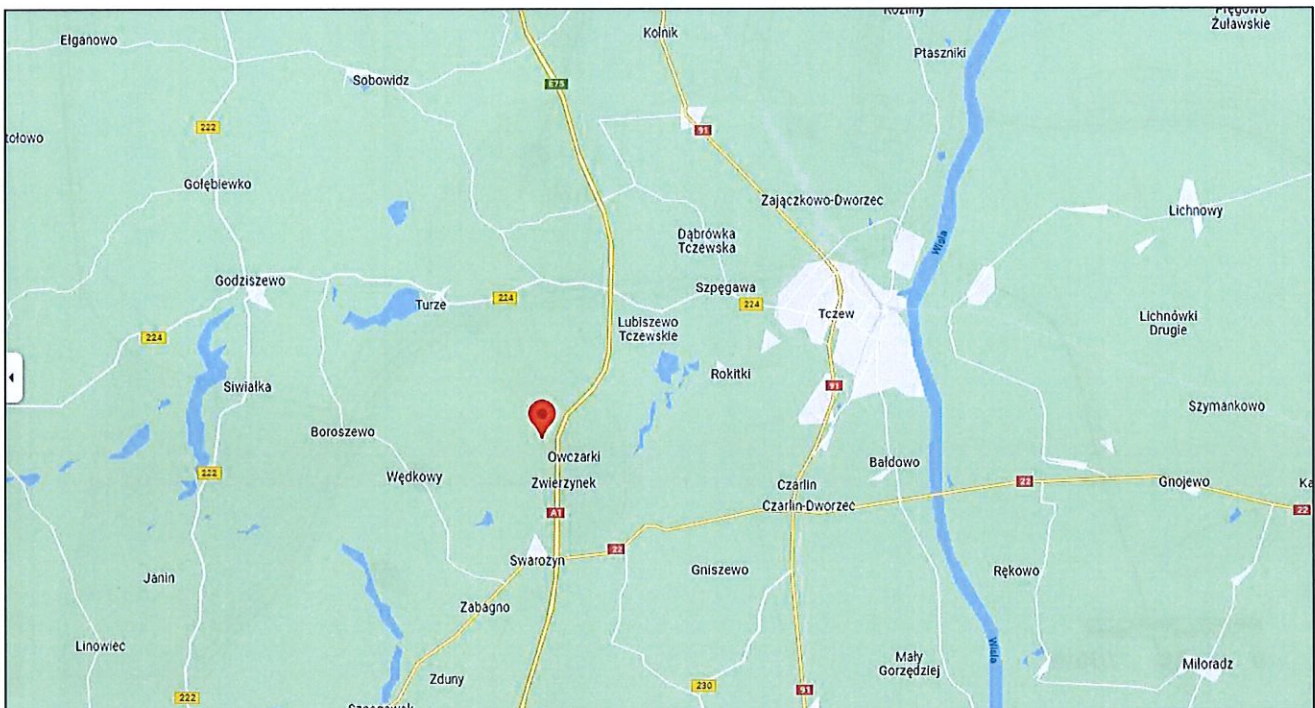 Ełganowo
Kolnik
Ptaszniki
Żuławskie
Sobowidz
E75
222
91
Gołębiewko
Zajączkowo-Dworzec
Lichnowy
Dąbrówka
Tczewska
Wisła
Godziszewo
Turze
224
Szpęgawa
224
Tczew
Lubiszewo
Tczewskie
Lichnówki
Drugie
224
Rokitki
Siwiałka
91
Szymankowo
Boroszewo
Owczarki
Bałdowo
222
Wędkowy
Zwierzynek
Czarlin
22
Gnojewo
Czarlin-Dworzec
A1
22
22
Swarożyn
Gniszewo
Rękowo
Janin
Zabagno
Linowiec
Mały
Gorzędziej
Wisła
Miłoradz
Zduny
230
91
222